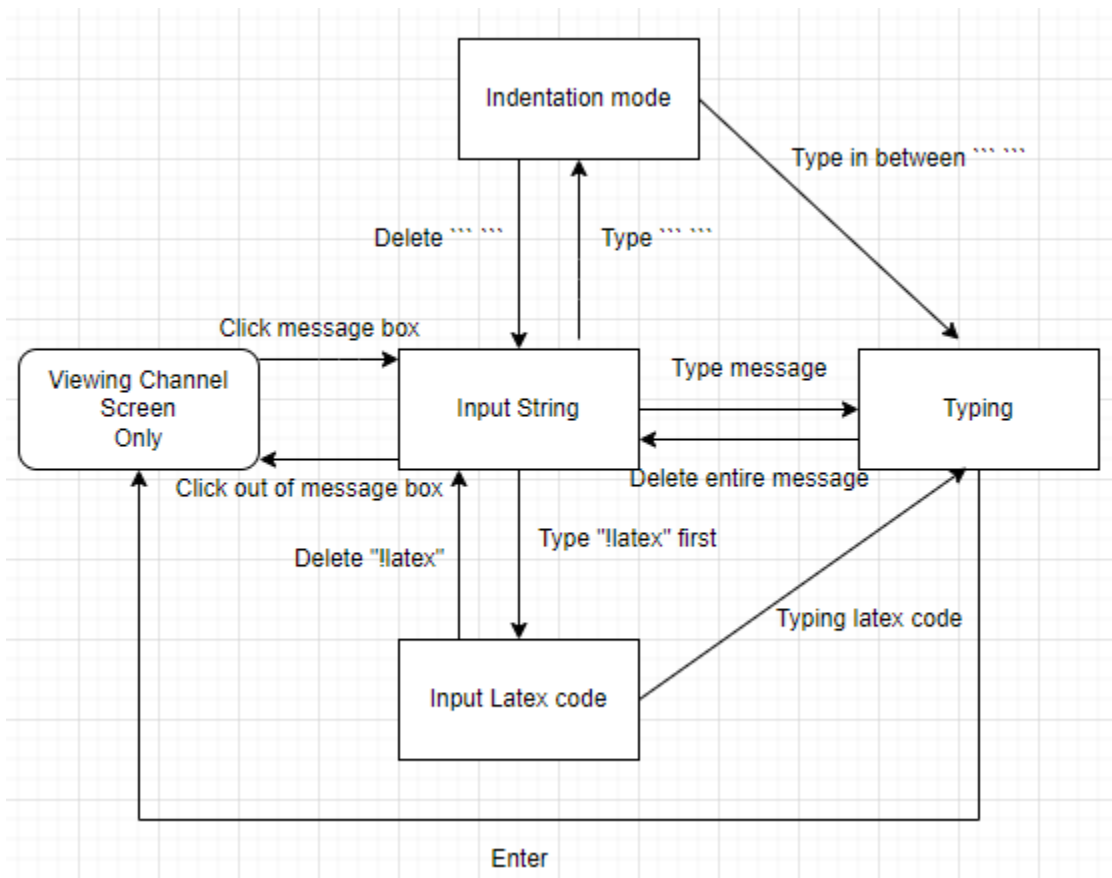 Indentation mode
Type in between ``` ```
Delete ``` ```
Type ``` ```
Click message box
Viewing Channel
Screen
Only
Input String
Type message
Typing
Click out of message box
Delete entire message
Delete "!latex"
Type "!latex" first
Typing latex code
Input Latex code
Enter